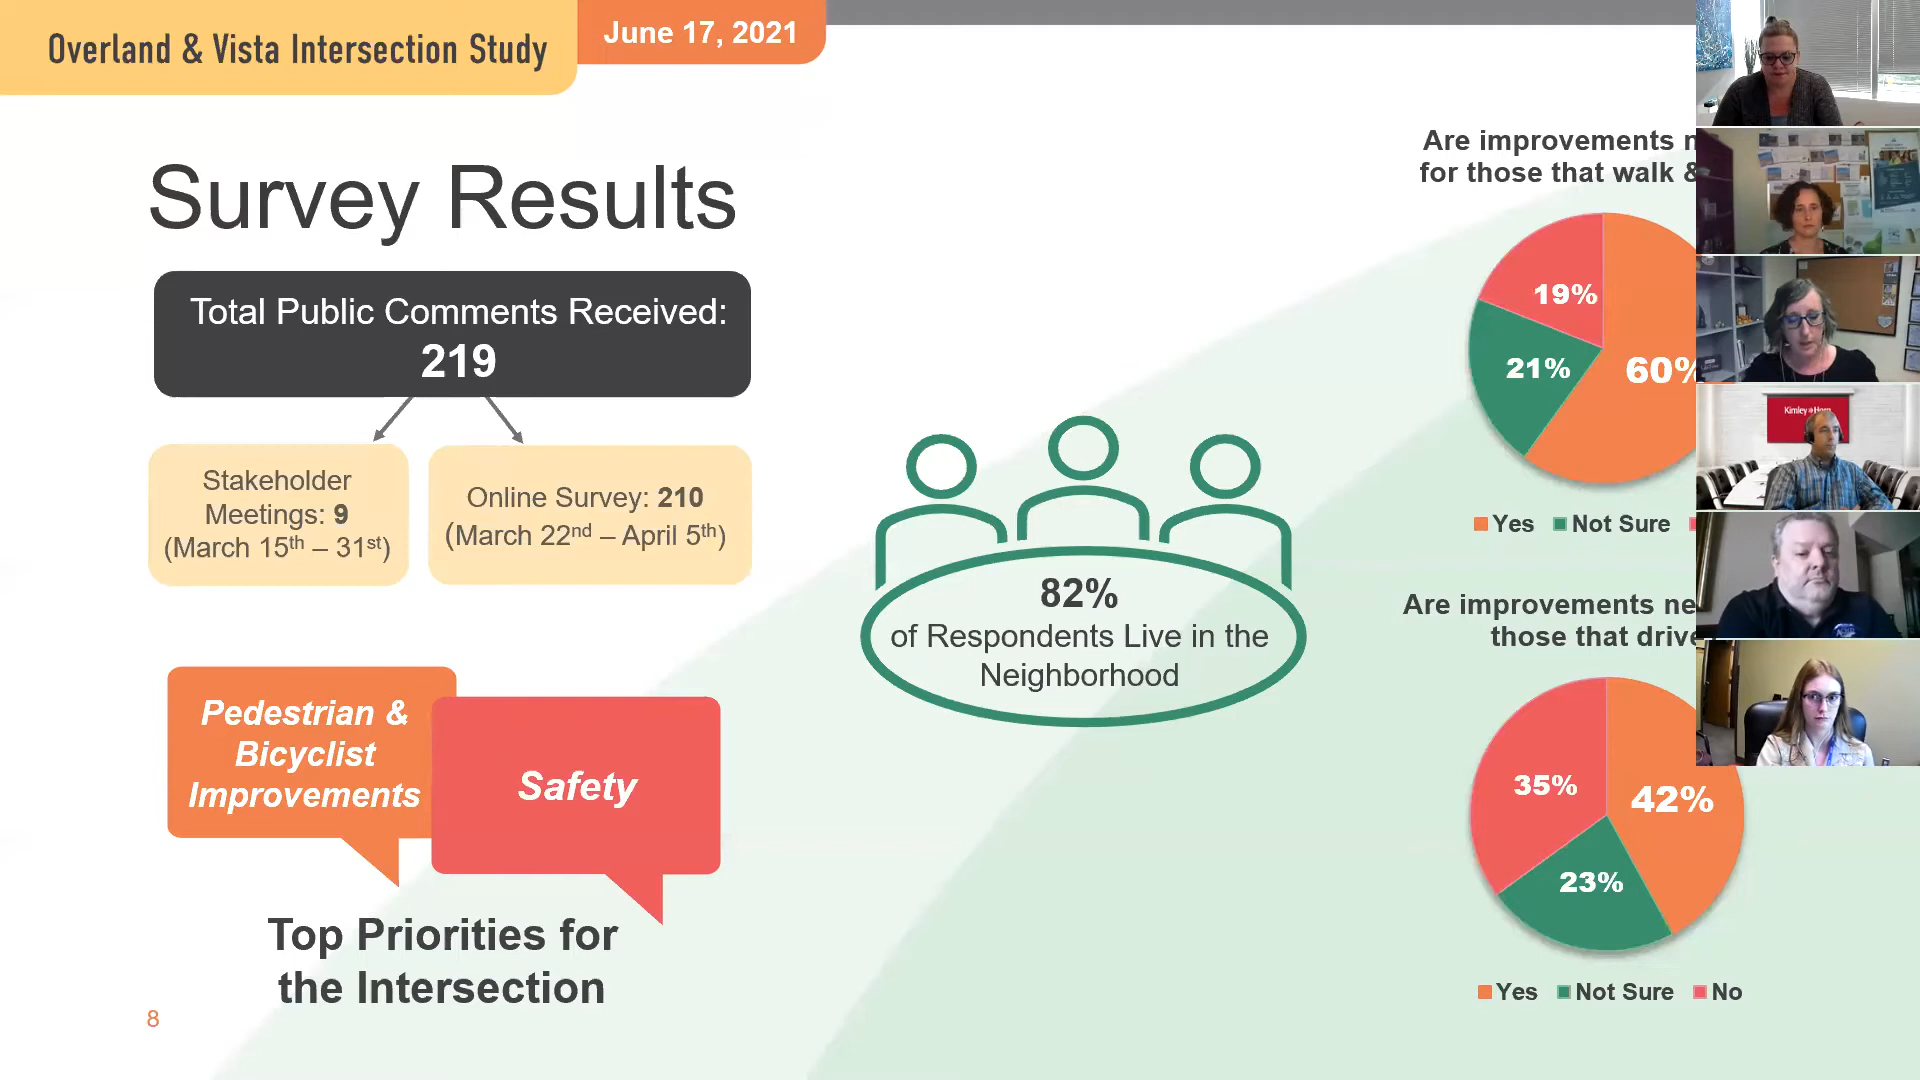 Overland & Vista Intersection Study
June 17, 2021
Survey Results
Total Public Comments Received:
219
Stakeholder
Meetings: 9
(March 15th – 31st)
Online Survey: 210
(March 22nd – April 5th)
Pedestrian &
Bicyclist
Improvements
Safety
Top Priorities for
the Intersection
8
82%
of Respondents Live in the
Neighborhood
Are improvements
for those that walk &
19%
21%
60%
Yes
Not Sure
Are improvements
those that drive
35%
42%
23%
Yes
Not Sure
No